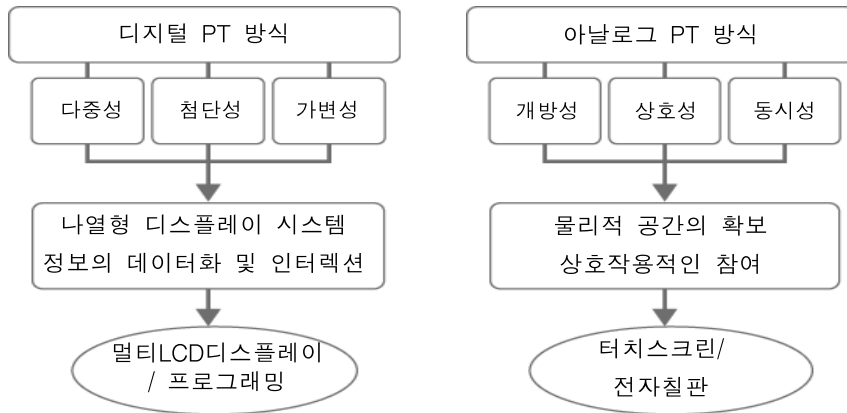 디지털 PT 방식
다중성
첨단성
가변성
나열형 디스플레이 시스템
정보의 데이터화 및 인터렉션
멀티LCD디스플레이
/ 프로그래밍
아날로그 PT 방식
개방성
상호성
동시성
물리적 공간의 확보
상호작용적인 참여
터치스크린/
전자칠판